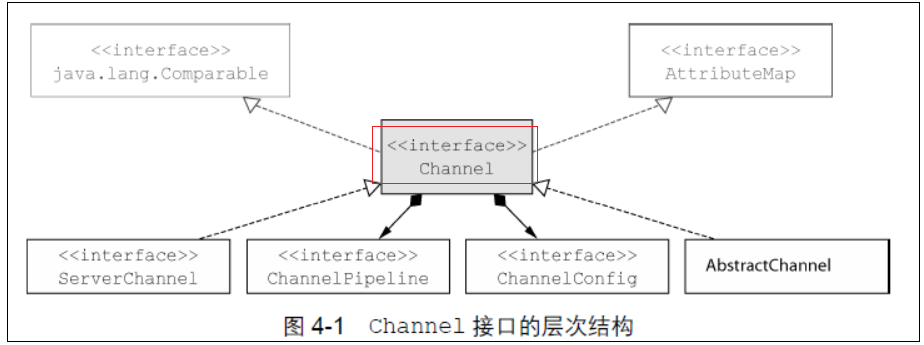 <<interface>>
java.lang.Comparable
<<interface>>
AttributeMap
<<interface>>
Channel
<<interface>>
ServerChannel
<<interface>>
ChannelPipeline
<<interface>>
ChannelConfig
AbstractChannel
图 4-1 Channel 接口的层次结构